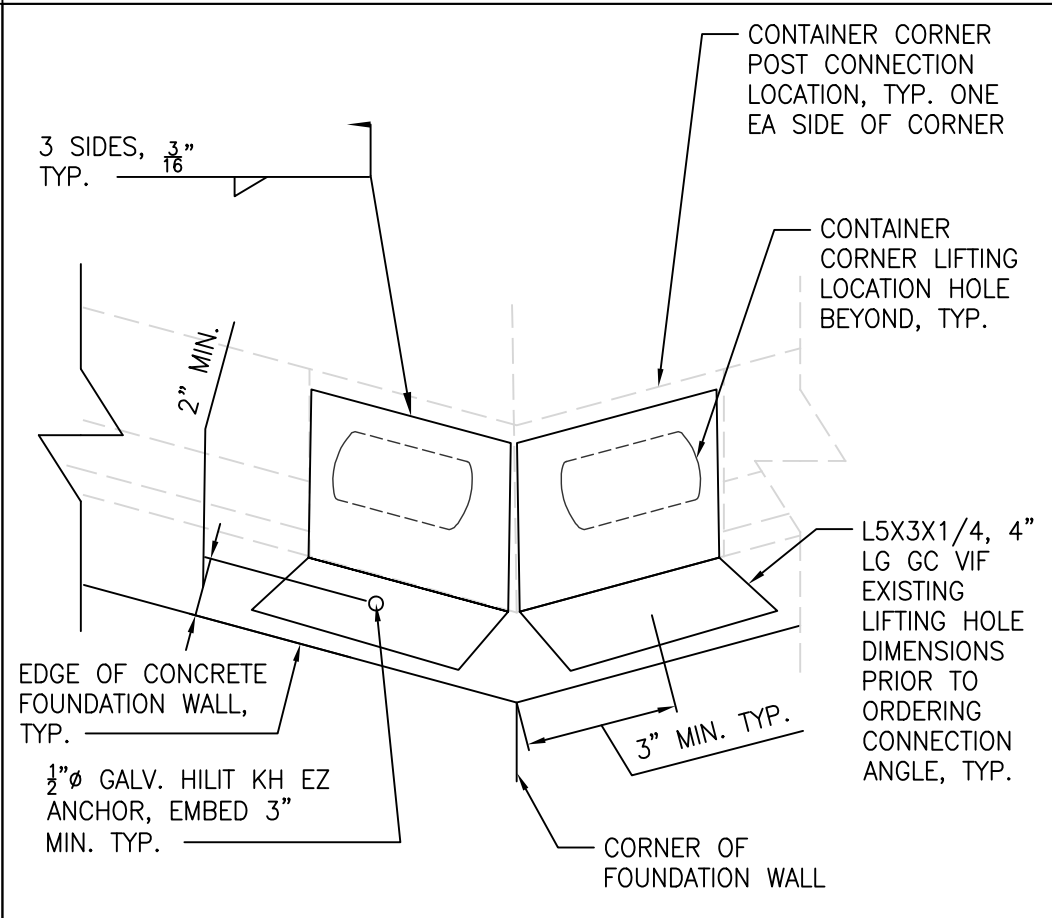 CONTAINER CORNER
POST CONNECTION
LOCATION, TYP. ONE
EA SIDE OF CORNER
3 SIDES, 3/16"
TYP.
CONTAINER
CORNER LIFTING
LOCATION HOLE
BEYOND, TYP.
2" MIN.
L5X3X1/4, 4"
LG GC VIF
EXISTING
LIFTING HOLE
DIMENSIONS
PRIOR TO
ORDERING
CONNECTION
ANGLE, TYP.
EDGE OF CONCRETE
FOUNDATION WALL,
TYP.
3" MIN. TYP.
1/2"ø GALV. HILIT KH EZ
ANCHOR, EMBED 3"
MIN. TYP.
CORNER OF
FOUNDATION WALL